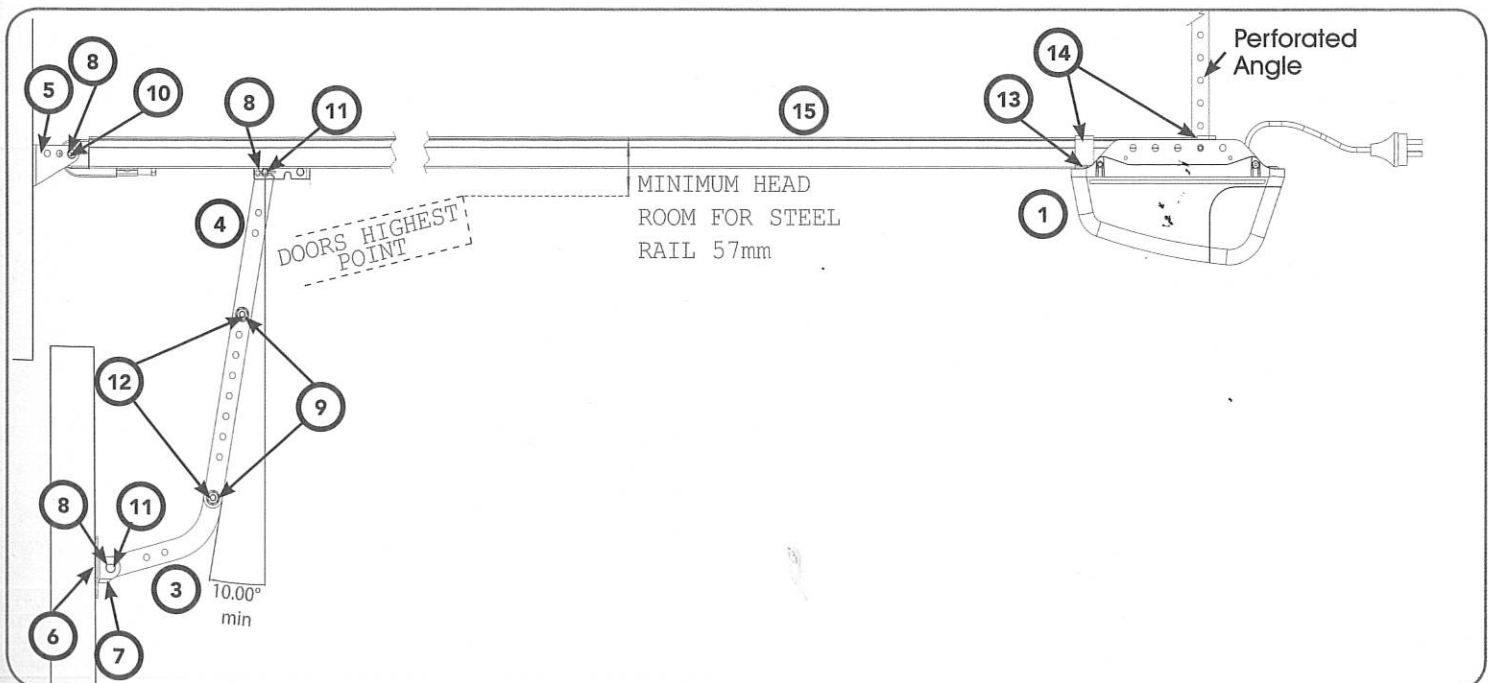 8
5
10
8
11
15
13
14
Perforated
Angle
4
DOORS HIGHEST
POINT
MINIMUM HEAD
ROOM FOR STEEL
RAIL 57mm
1
12
9
8
11
3
10.00°
min
6
7